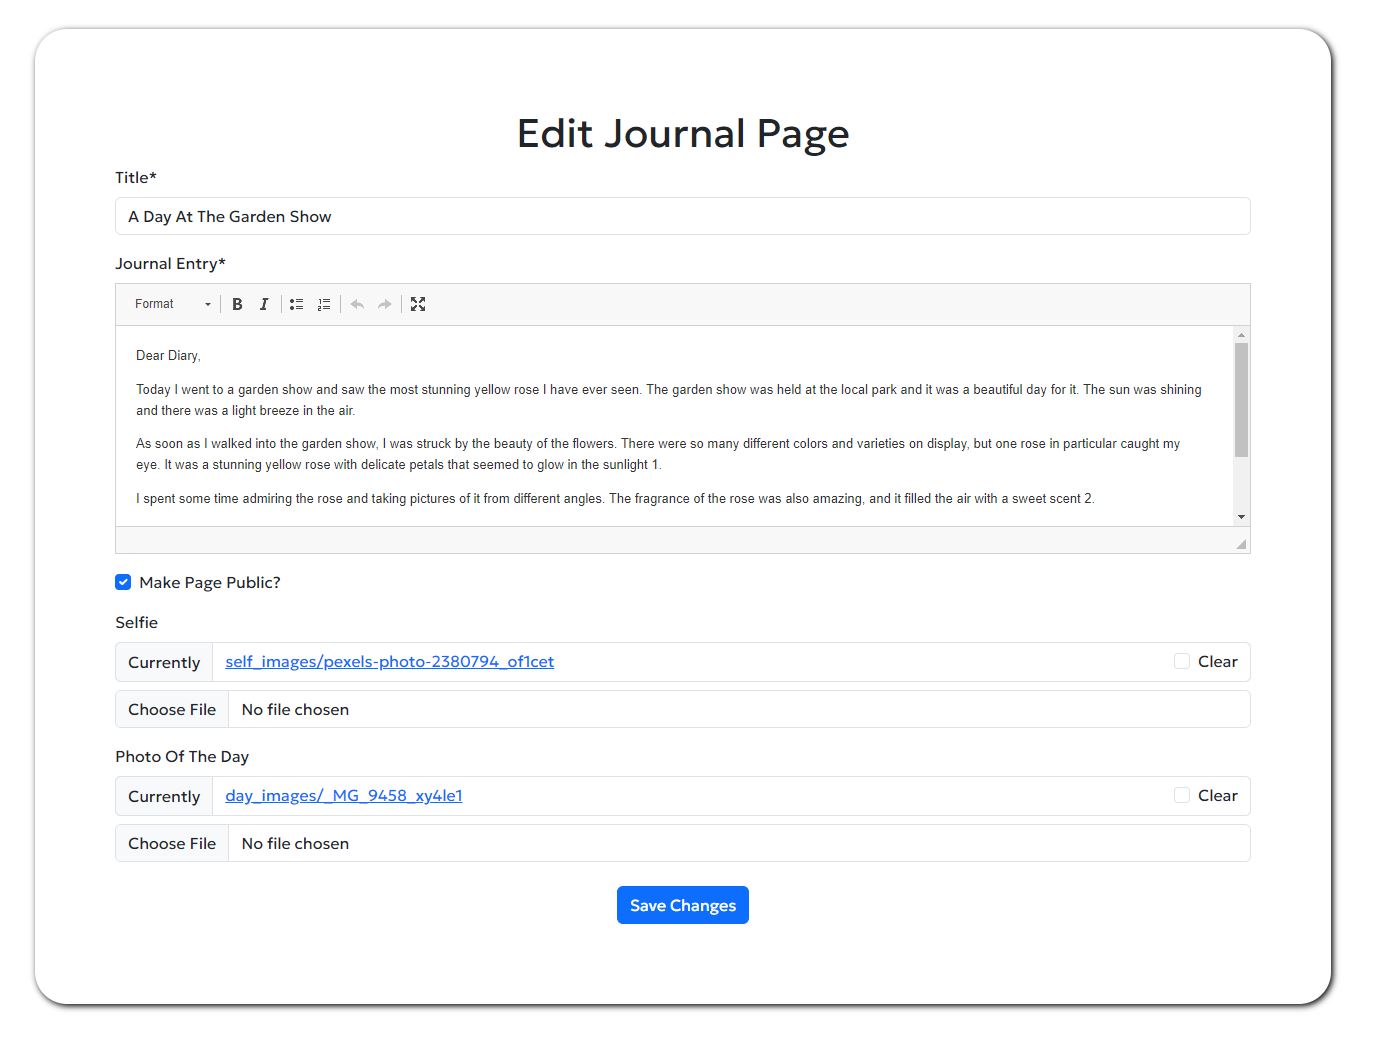 Edit Journal Page
Title*
A Day At The Garden Show
Journal Entry*
Format B I
Dear Diary,
Today I went to a garden show and saw the most stunning yellow rose I have ever seen. The garden show was held at the local park and it was a beautiful day for it. The sun was shining
and there was a light breeze in the air.
As soon as I walked into the garden show, I was struck by the beauty of the flowers. There were so many different colors and varieties on display, but one rose in particular caught my
eye. It was a stunning yellow rose with delicate petals that seemed to glow in the sunlight 1.
I spent some time admiring the rose and taking pictures of it from different angles. The fragrance of the rose was also amazing, and it filled the air with a sweet scent 2.
Make Page Public?
Selfie
Currently self_images/pexels-photo-2380794_of1cet Clear
Choose File No file chosen
Photo Of The Day
Currently day_images/_MG_9458_xy4le1 Clear
Choose File No file chosen
Save Changes